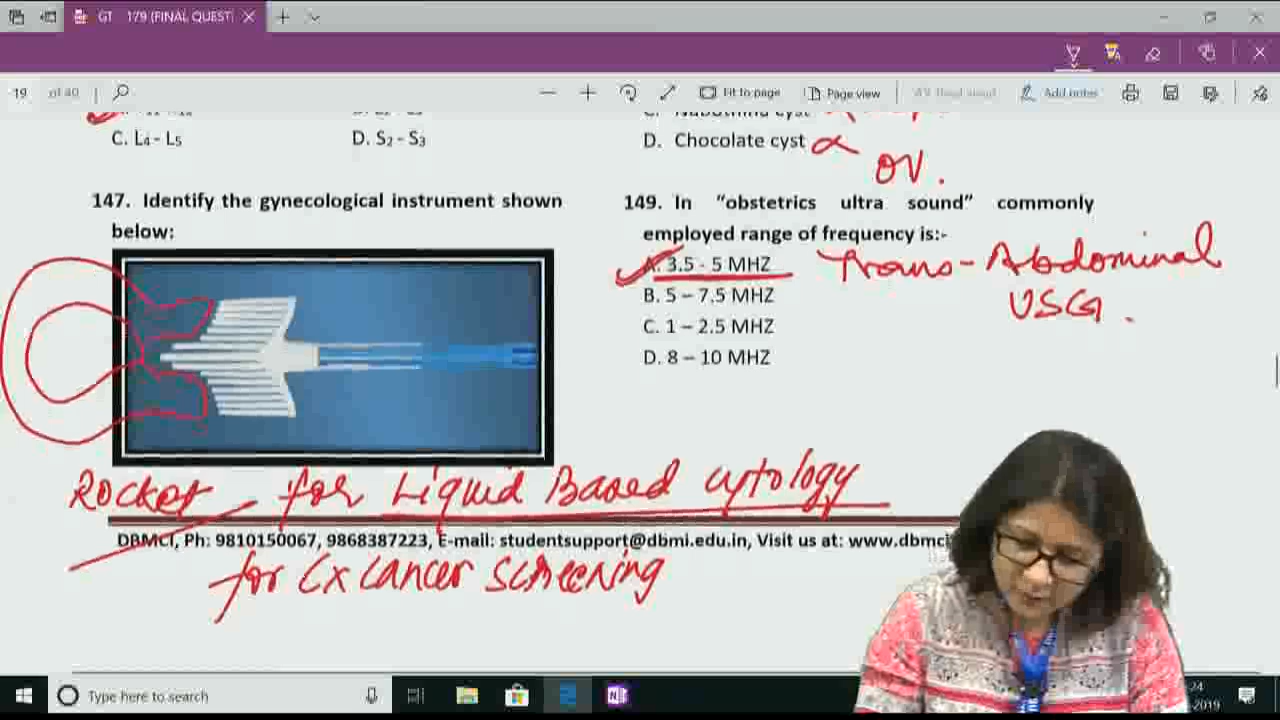 GT 179 (FINAL QUEST
19 of 40
Fit to page
Page view
Read aloud
Add notes
C. L₄ – L₅
D. S₂ – S₃
D. Chocolate cyst
OV.
147. Identify the gynecological instrument shown
below:
Rocket for Liquid Based cytology
for Cx cancer screening
149. In “obstetrics ultra sound” commonly
employed range of frequency is:-
A. 3.5 - 5 MHZ
Trans-Abdominal
USG.
B. 5 – 7.5 MHZ
C. 1 – 2.5 MHZ
D. 8 – 10 MHZ
DBMCI, Ph: 9810150067, 9868387223, E-mail: studentsupport@dbmi.edu.in, Visit us at: www.dbmci
Type here to search